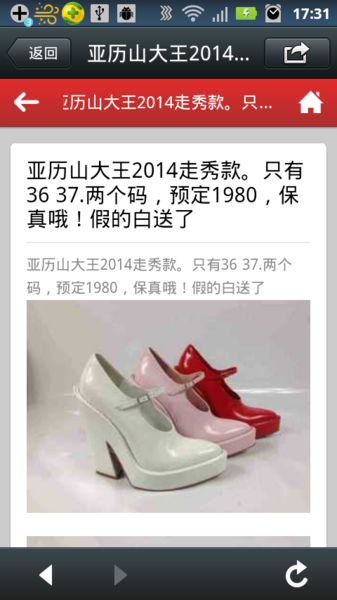 17:31
返回
亚历山大王2014...
亚历山大王2014走秀款。只...
亚历山大王2014走秀款。只有
36 37.两个码，预定1980，保
真哦！假的白送了
亚历山大王2014走秀款。只有36 37.两个
码，预定1980，保真哦！假的白送了